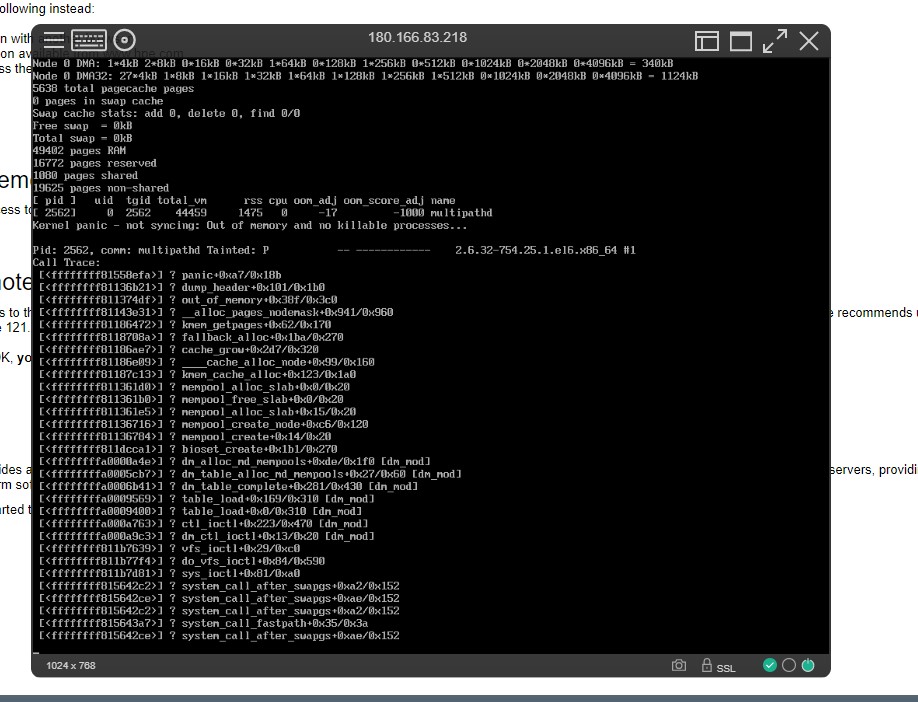 ollowing instead:
180.166.83.218
Node 0 DMA: 1*4kB 2*8kB 0*16kB 0*32kB 1*64kB 0*128kB 1*256kB 0*512kB 0*1024kB 0*2048kB 0*4096kB = 340kB
Node 0 DMA32: 27*4kB 1*8kB 1*16kB 1*32kB 1*64kB 1*128kB 1*256kB 1*512kB 0*1024kB 0*2048kB 0*4096kB = 1124kB
5638 total pagecache pages
0 pages in swap cache
Swap cache stats: add 0, delete 0, find 0/0
Free swap  = 0kB
Total swap = 0kB
49402 pages RAM
16772 pages reserved
1080 pages shared
19625 pages non-shared
[ pid ]   uid  tgid total_vm      rss cpu oom_adj oom_score_adj name
[ 2562]     0  2562    44459     1475   0     -17         -1000 multipathd
Kernel panic - not syncing: Out of memory and no killable processes...
Pid: 2562, comm: multipathd Tainted: P           -- ------------    2.6.32-754.25.1.el6.x86_64 #1
Call Trace:
[<ffffffff81558efa>] ? panic+0xa7/0x18b
[<ffffffff81136b21>] ? dump_header+0x101/0x1b0
[<ffffffff811374df>] ? out_of_memory+0x38f/0x3c0
[<ffffffff81143e31>] ? __alloc_pages_nodemask+0x941/0x960
[<ffffffff81186472>] ? kmem_getpages+0x62/0x170
[<ffffffff8118708a>] ? fallback_alloc+0x1ba/0x270
[<ffffffff81186ae7>] ? cache_grow+0x2d7/0x320
[<ffffffff81186e09>] ? ____cache_alloc_node+0x99/0x160
[<ffffffff81187c13>] ? kmem_cache_alloc+0x123/0x1a0
[<ffffffff811361d0>] ? mempool_alloc_slab+0x0/0x20
[<ffffffff811361b0>] ? mempool_free_slab+0x0/0x20
[<ffffffff811361e5>] ? mempool_alloc_slab+0x15/0x20
[<ffffffff81136716>] ? mempool_create_node+0xc6/0x120
[<ffffffff81136784>] ? mempool_create+0x14/0x20
[<ffffffff811dcca1>] ? bioset_create+0x1b1/0x270
[<ffffffffa0008a4e>] ? dm_alloc_md_mempools+0xde/0x1f0 [dm_mod]
[<ffffffffa0005cb7>] ? dm_table_alloc_md_mempools+0x27/0x60 [dm_mod]
[<ffffffffa0006b41>] ? dm_table_complete+0x281/0x430 [dm_mod]
[<ffffffffa0009569>] ? table_load+0x169/0x310 [dm_mod]
[<ffffffffa0009400>] ? table_load+0x0/0x310 [dm_mod]
[<ffffffffa000a763>] ? ctl_ioctl+0x223/0x470 [dm_mod]
[<ffffffffa000a9c3>] ? dm_ctl_ioctl+0x13/0x20 [dm_mod]
[<ffffffff811b7639>] ? vfs_ioctl+0x29/0xc0
[<ffffffff811b77f4>] ? do_vfs_ioctl+0x84/0x590
[<ffffffff811b7d81>] ? sys_ioctl+0x81/0xa0
[<ffffffff815642c2>] ? system_call_after_swapgs+0xa2/0x152
[<ffffffff815642ce>] ? system_call_after_swapgs+0xae/0x152
[<ffffffff815642c2>] ? system_call_after_swapgs+0xa2/0x152
[<ffffffff815643a7>] ? system_call_fastpath+0x35/0x3a
[<ffffffff815642ce>] ? system_call_after_swapgs+0xae/0x152
1024 x 768
SSL
n with
on av
ss the
em
ess to
note
s to th
recommends
121.
K, yo
ides a
servers, providi
rm sof
arted t